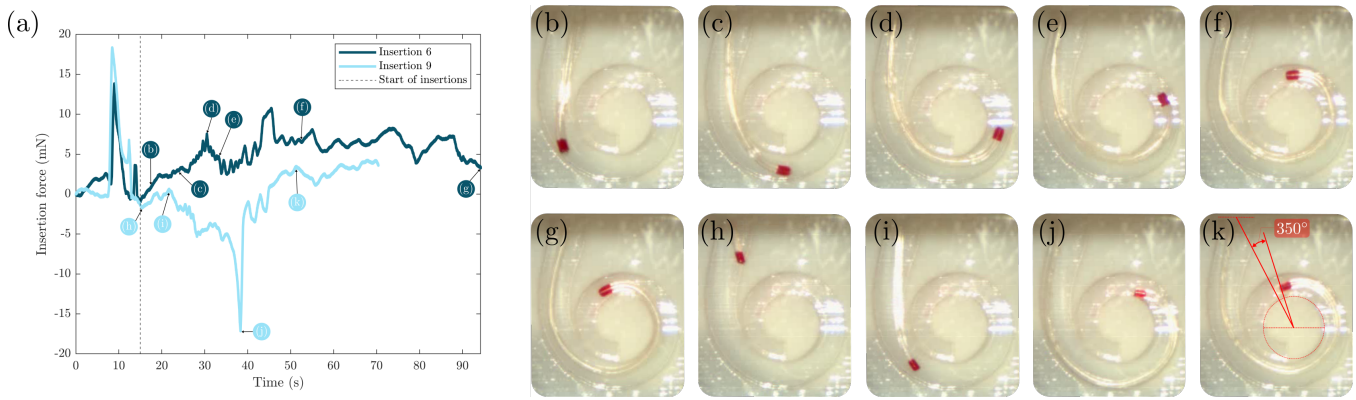 (a)
Insertion force (mN)
20
15
10
5
0
-5
-10
-15
-20
0 10 20 30 40 50 60 70 80 90
Time (s)
Insertion 6
Insertion 9
Start of insertions
(b)
(c)
(d)
(e)
(f)
(g)
(h)
(i)
(j)
(k)
(b) (c) (d) (e) (f)
(g) (h) (i) (j) (k)
350°